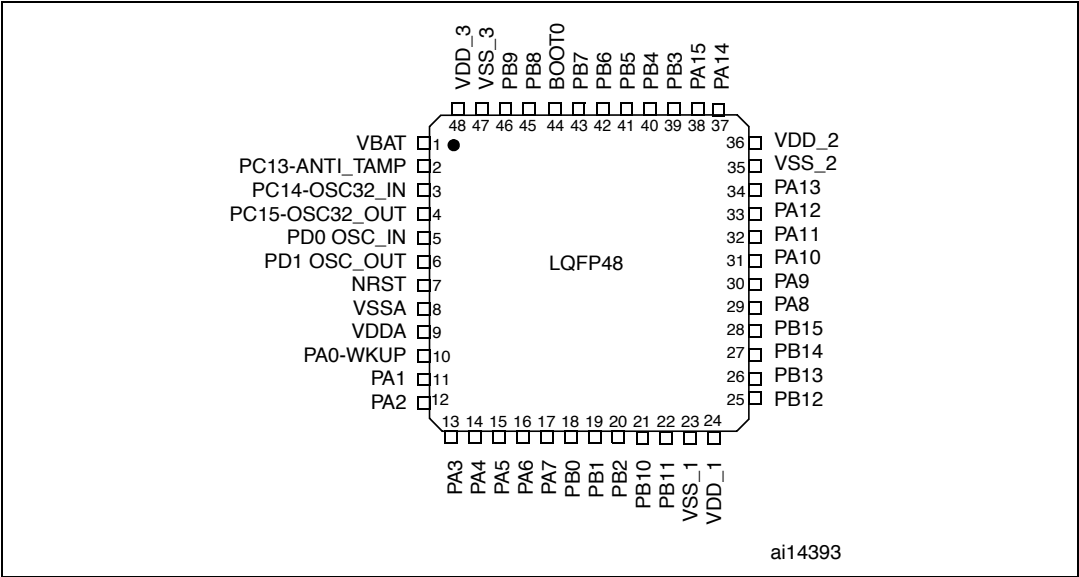 VDD_3
VSS_3
PB9
PB8
BOOT0
PB7
PB6
PB5
PB4
PB3
PA15
PA14
48 47 46 45 44 43 42 41 40 39 38 37
VBAT 1
PC13-ANTI_TAMP 2
PC14-OSC32_IN 3
PC15-OSC32_OUT 4
PD0 OSC_IN 5
PD1 OSC_OUT 6
NRST 7
VSSA 8
VDDA 9
PA0-WKUP 10
PA1 11
PA2 12
LQFP48
36 VDD_2
35 VSS_2
34 PA13
33 PA12
32 PA11
31 PA10
30 PA9
29 PA8
28 PB15
27 PB14
26 PB13
25 PB12
13 14 15 16 17 18 19 20 21 22 23 24
PA3
PA4
PA5
PA6
PA7
PB0
PB1
PB2
PB10
PB11
VSS_1
VDD_1
ai14393